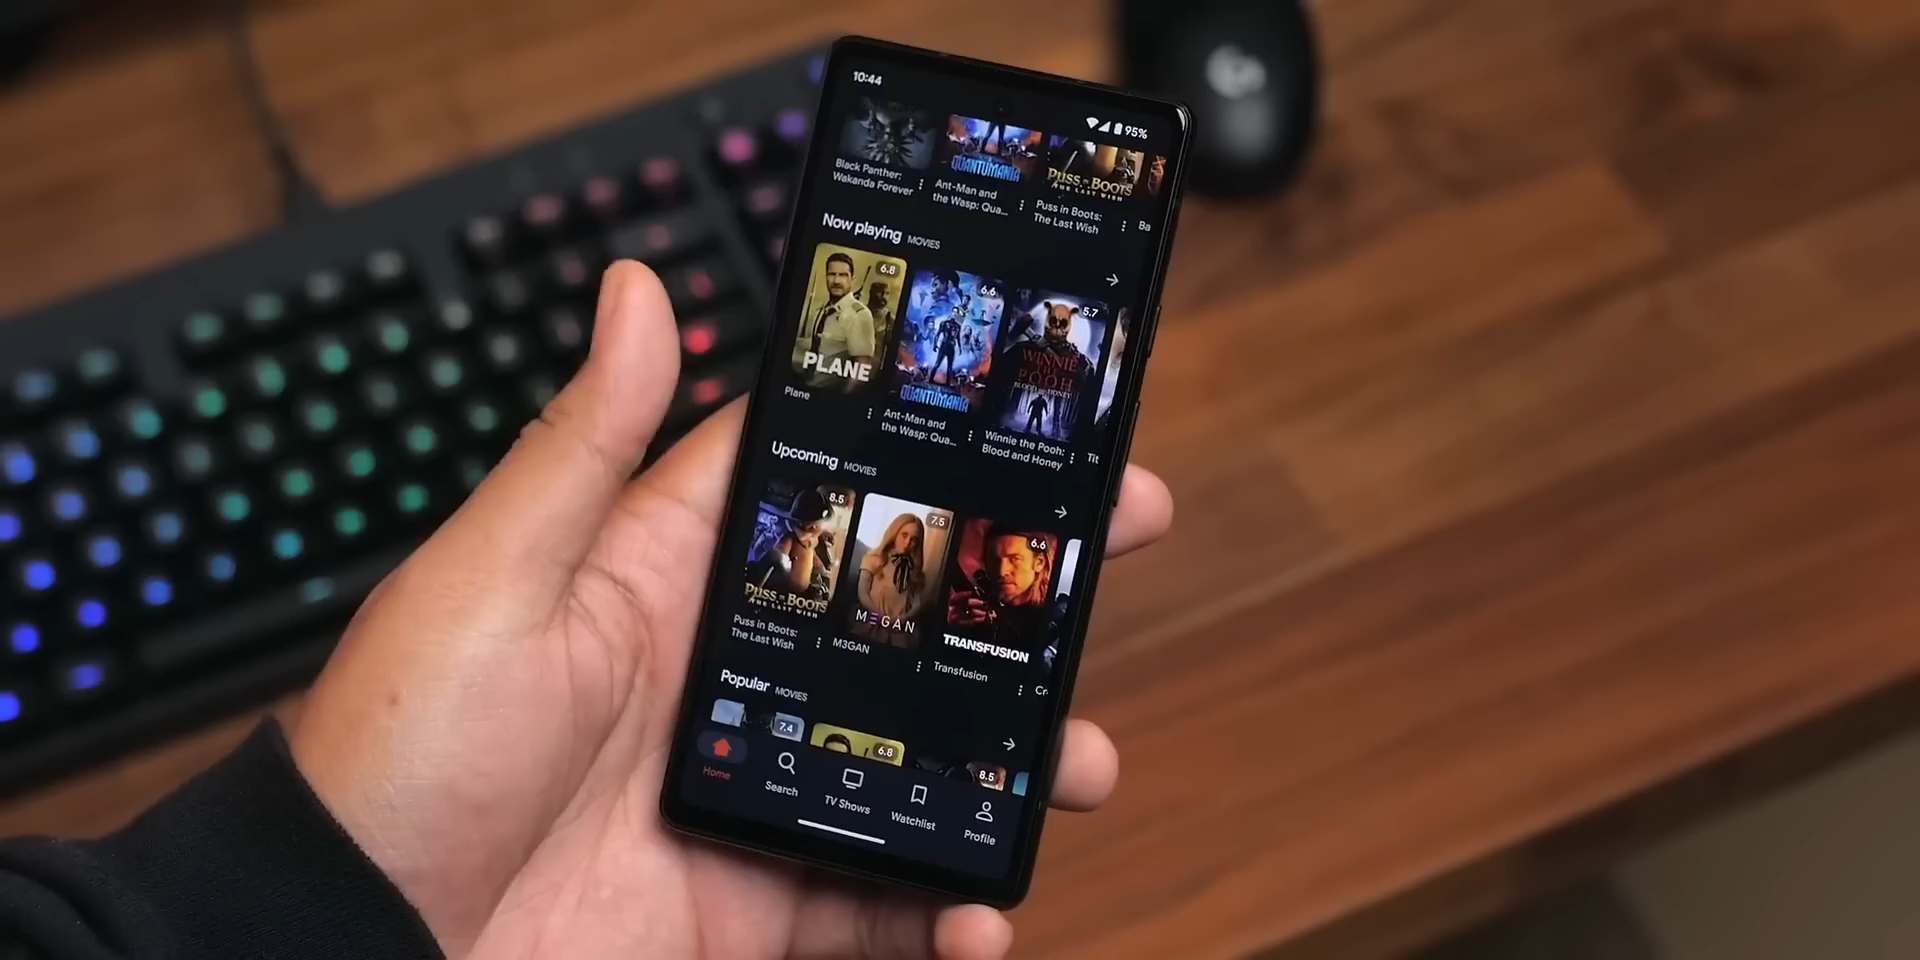 10:44
95%
QUANTUMANIA
PUSS IN BOOTS
THE LAST WISH
Black Panther:
Wakanda Forever
Ant-Man and
the Wasp: Qua...
Puss in Boots:
The Last Wish
Ba
Now playing MOVIES
6.8
6.6
5.7
PLANE
QUANTUMANIA
WINNIE
THE
POOH
BLOOD AND HONEY
Plane
Ant-Man and
the Wasp: Qua...
Winnie the Pooh:
Blood and Honey
Tit
Upcoming MOVIES
8.5
7.5
6.6
PUSS IN BOOTS
THE LAST WISH
M3GAN
TRANSFUSION
Puss in Boots:
The Last Wish
M3GAN
Transfusion
Cr
Popular MOVIES
7.4
6.8
8.5
Home
Search
TV Shows
Watchlist
Profile